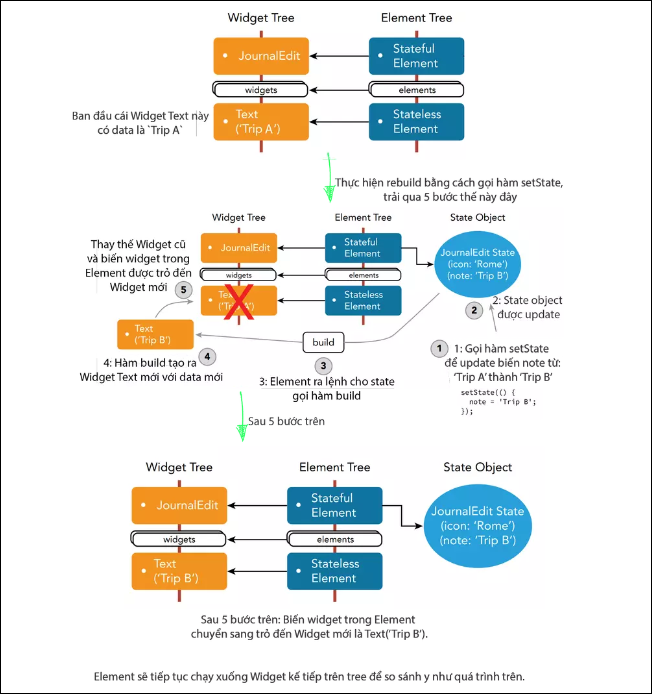 Widget Tree
Element Tree
JournalEdit
Stateful
Element
widgets
elements
Text
('Trip A')
Stateless
Element
Ban đầu cái Widget Text này
có data là `Trip A`
Thực hiện rebuild bằng cách gọi hàm setState,
trải qua 5 bước thế này đây
Widget Tree
Element Tree
State Object
Thay thế Widget cũ
và biến widget trong
Element được trỏ đến
Widget mới
5
JournalEdit
Stateful
Element
JournalEdit State
(icon: 'Rome')
(note: 'Trip B')
widgets
elements
Text
('Trip A')
Stateless
Element
2
2: State object
được update
Text
('Trip B')
4
4: Hàm build tạo ra
Widget Text mới với data mới
build
3
3: Element ra lệnh cho state
gọi hàm build
1
1: Gọi hàm setState
để update biến note từ:
'Trip A' thành 'Trip B'
setState(() {
note = 'Trip B';
});
Sau 5 bước trên
Widget Tree
Element Tree
State Object
JournalEdit
Stateful
Element
JournalEdit State
(icon: 'Rome')
(note: 'Trip B')
widgets
elements
Text
('Trip B')
Stateless
Element
Sau 5 bước trên: Biến widget trong Element
chuyển sang trỏ đến Widget mới là Text('Trip B').
Element sẽ tiếp tục chạy xuống Widget kế tiếp trên tree để so sánh y như quá trình trên.